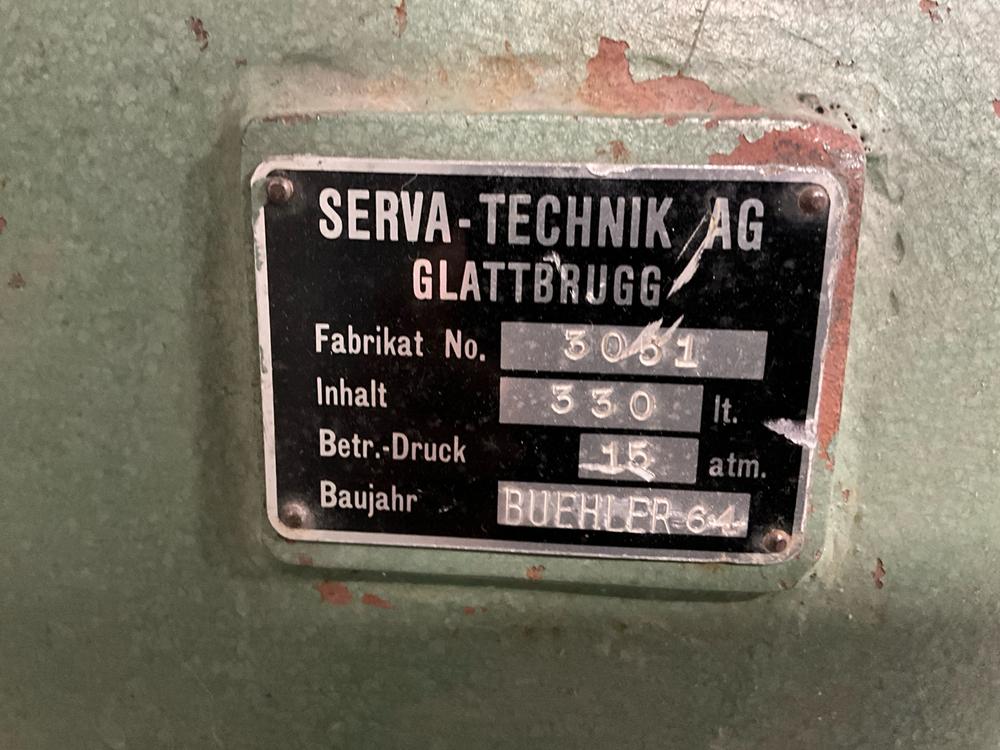 SERVA-TECHNIK AG
GLATTBRUGG
Fabrikat No. 3051
Inhalt 330 lt.
Betr.-Druck 15 atm.
Baujahr BUEHLER-64